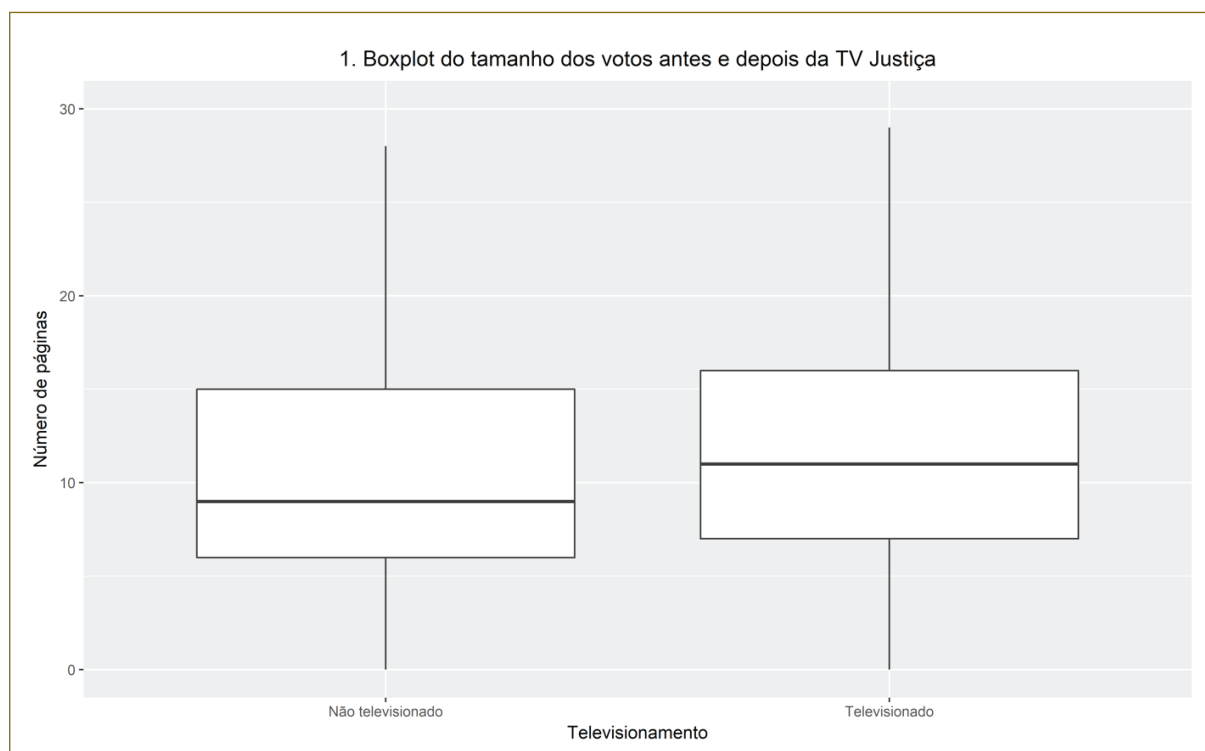 1. Boxplot do tamanho dos votos antes e depois da TV Justiça
30
20
10
0
Número de páginas
Não televisionado
Televisionado
Televisionamento